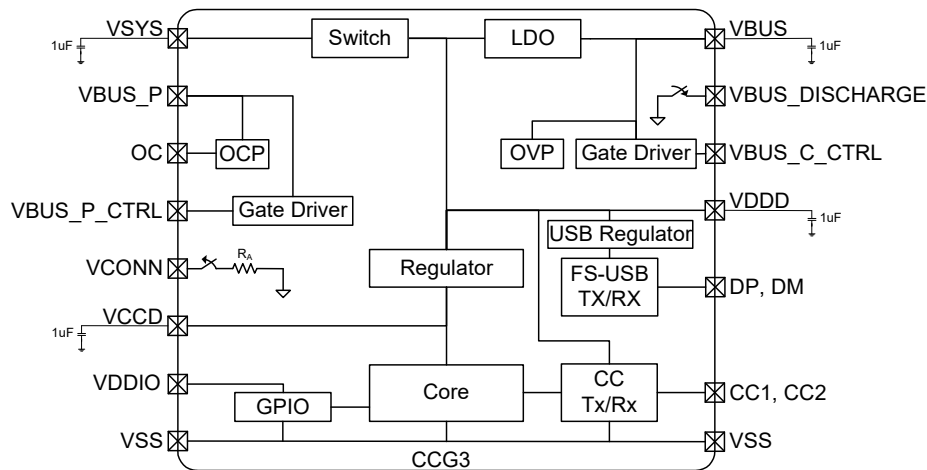 VSYS
1uF
Switch
LDO
VBUS
1uF
VBUS_P
VBUS_DISCHARGE
OC
OCP
OVP
Gate Driver
VBUS_C_CTRL
VBUS_P_CTRL
Gate Driver
VDDD
1uF
USB Regulator
VCONN
RA
Regulator
FS-USB
TX/RX
DP, DM
VCCD
1uF
VDDIO
GPIO
Core
CC
Tx/Rx
CC1, CC2
VSS
VSS
CCG3